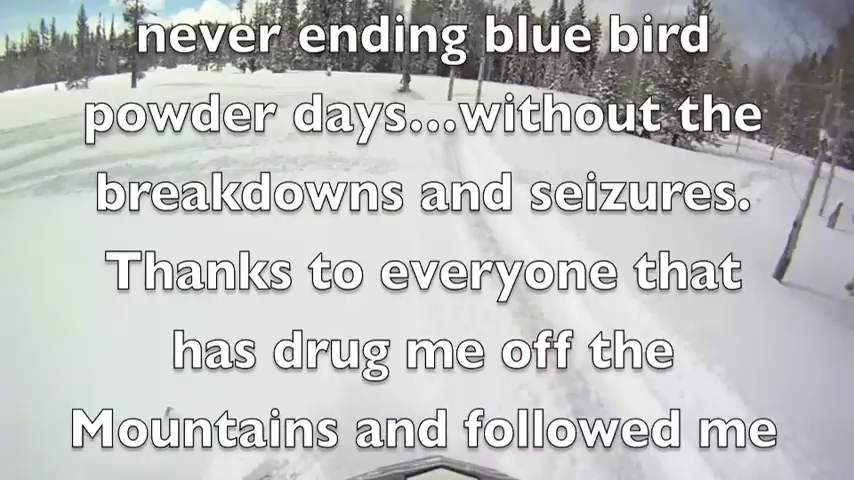 never ending blue bird
powder days...without the
breakdowns and seizures.
Thanks to everyone that
has drug me off the
Mountains and followed me